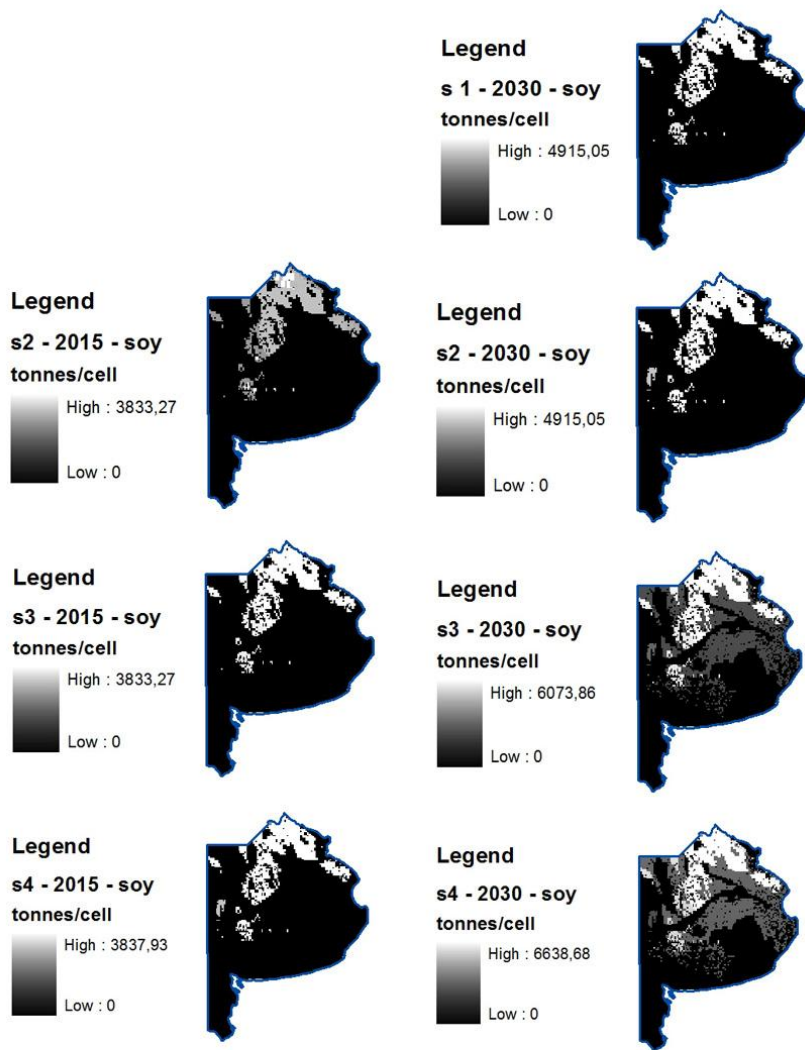 Legend
s 1 - 2030 - soy
tonnes/cell
High : 4915,05
Low : 0
Legend
s2 - 2015 - soy
tonnes/cell
High : 3833,27
Low : 0
Legend
s2 - 2030 - soy
tonnes/cell
High : 4915,05
Low : 0
Legend
s3 - 2015 - soy
tonnes/cell
High : 3833,27
Low : 0
Legend
s3 - 2030 - soy
tonnes/cell
High : 6073,86
Low : 0
Legend
s4 - 2015 - soy
tonnes/cell
High : 3837,93
Low : 0
Legend
s4 - 2030 - soy
tonnes/cell
High : 6638,68
Low : 0